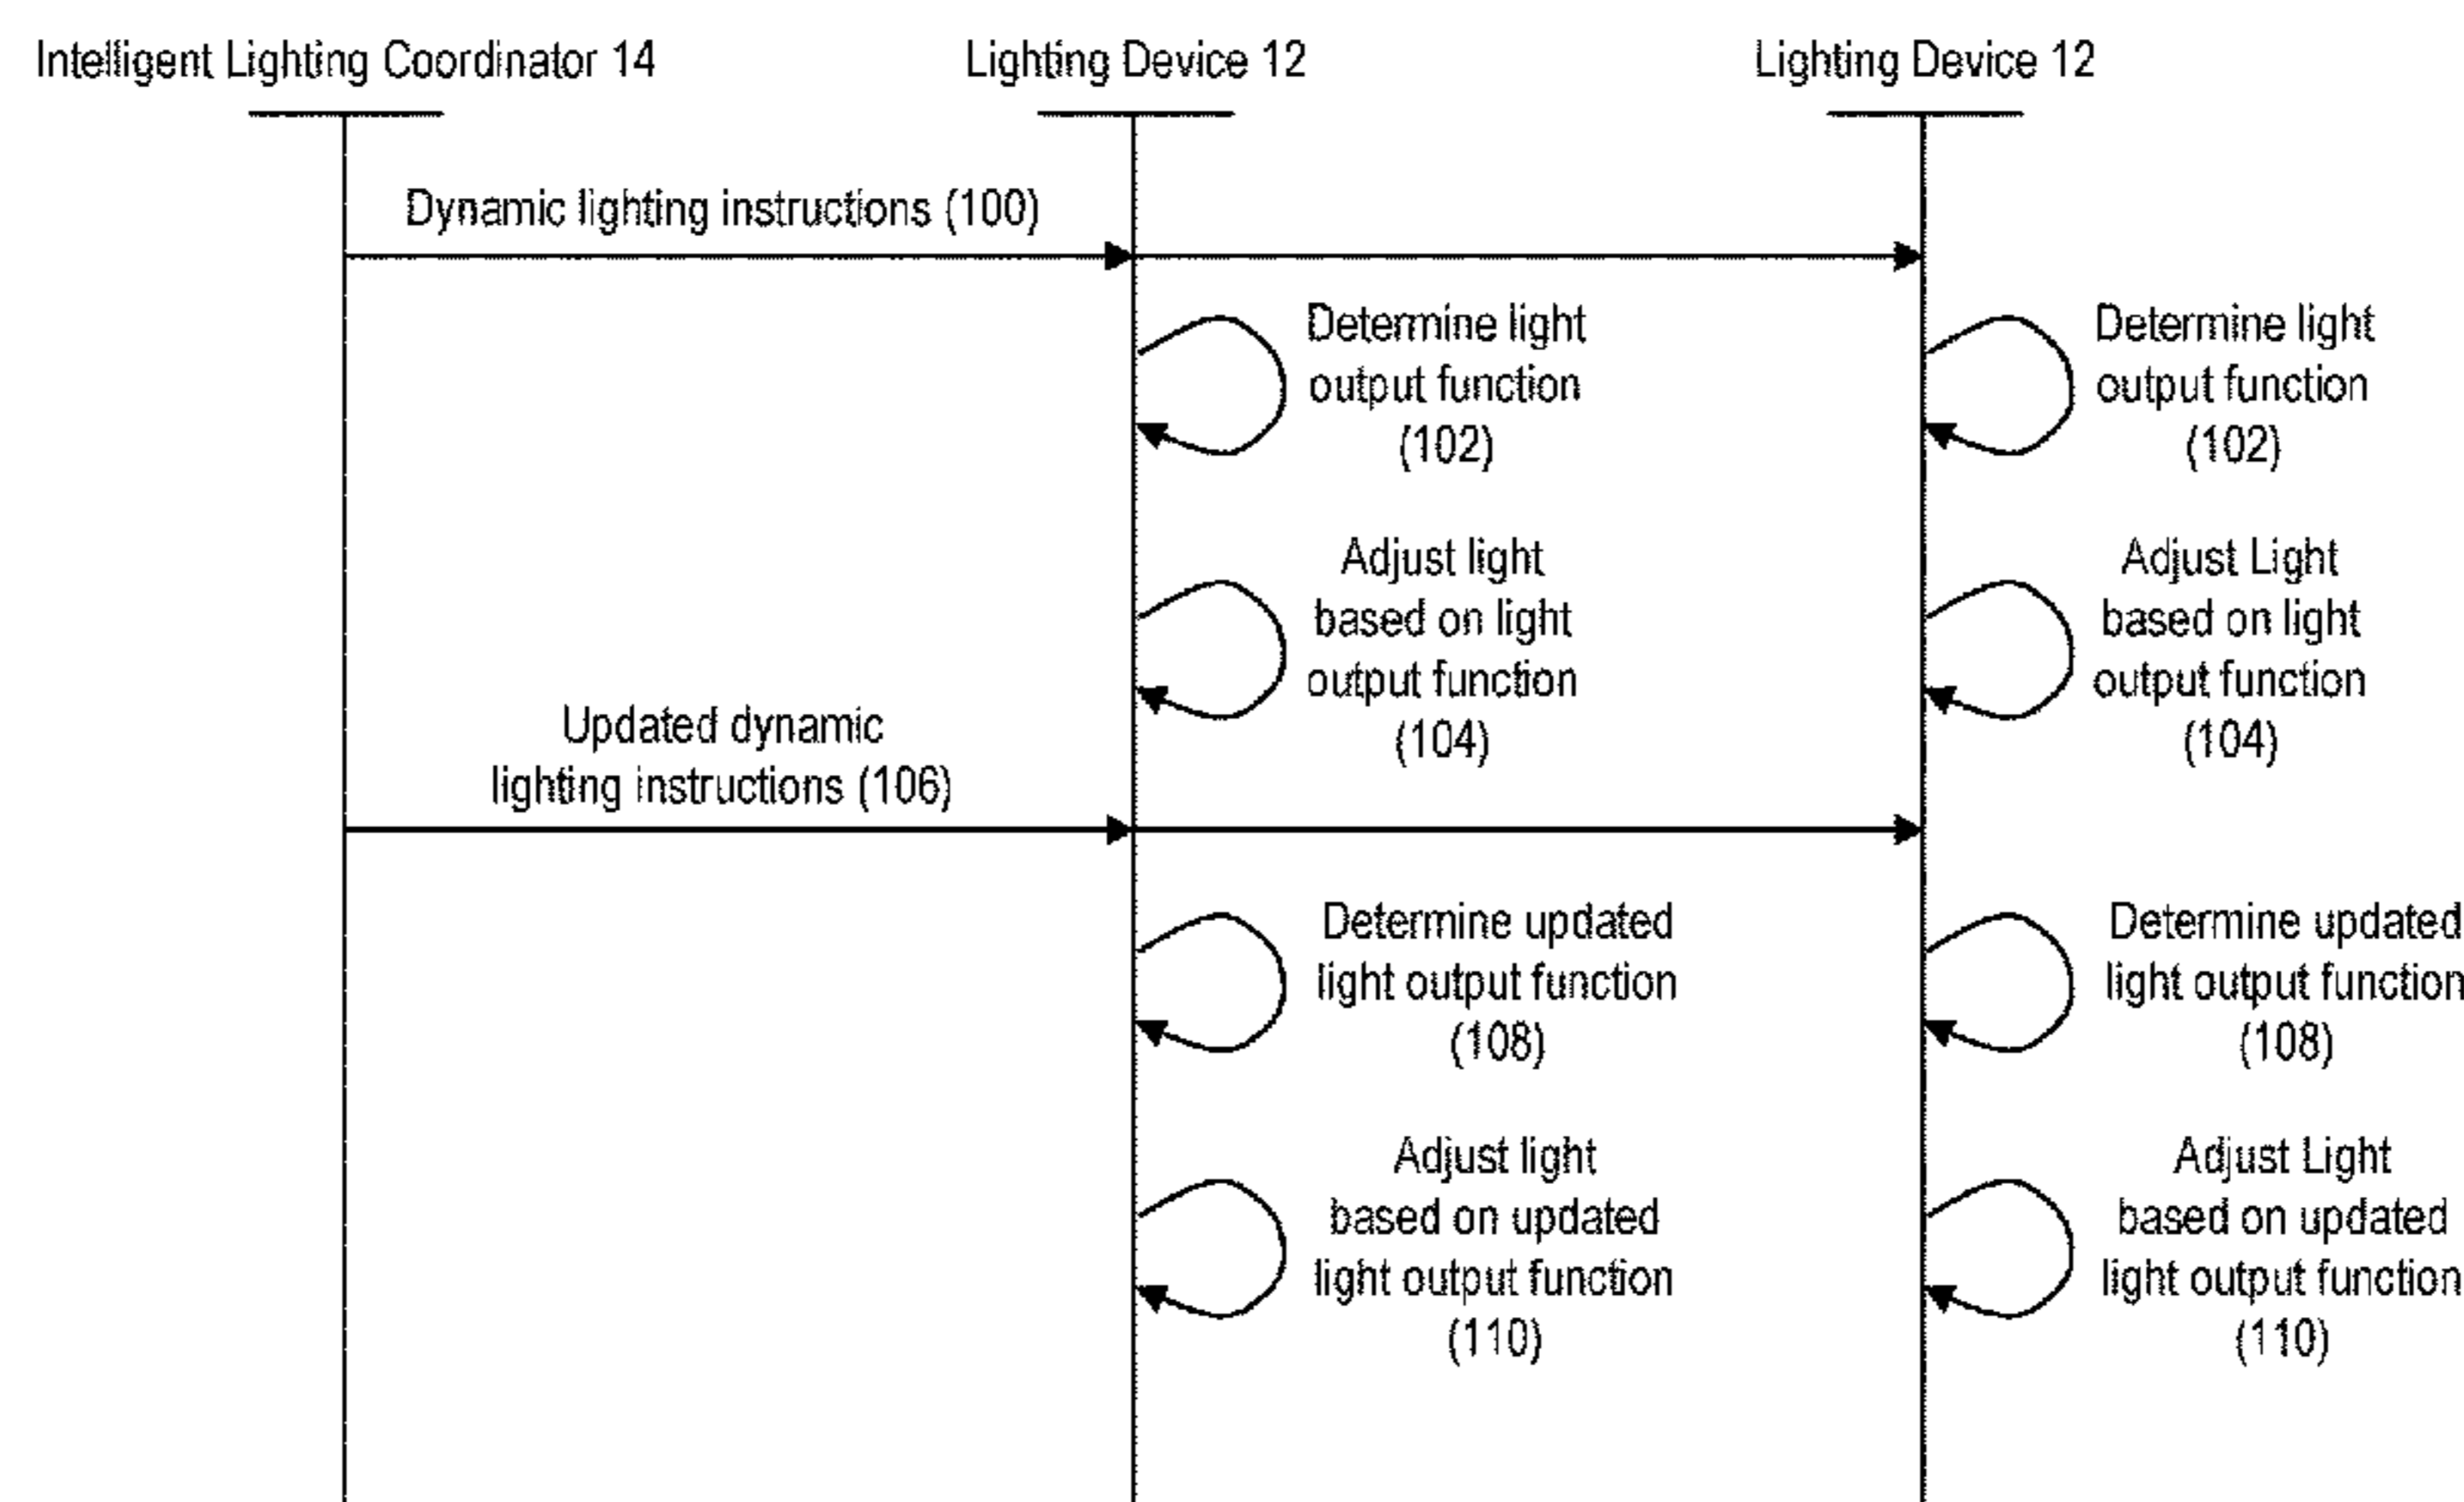 Intelligent Lighting Coordinator 14
Lighting Device 12
Lighting Device 12
Dynamic lighting instructions (100)
Determine light
output function
(102)
Determine light
output function
(102)
Adjust light
based on light
output function
(104)
Adjust Light
based on light
output function
(104)
Updated dynamic
lighting instructions (106)
Determine updated
light output function
(108)
Determine updated
light output function
(108)
Adjust light
based on updated
light output function
(110)
Adjust Light
based on updated
light output function
(110)